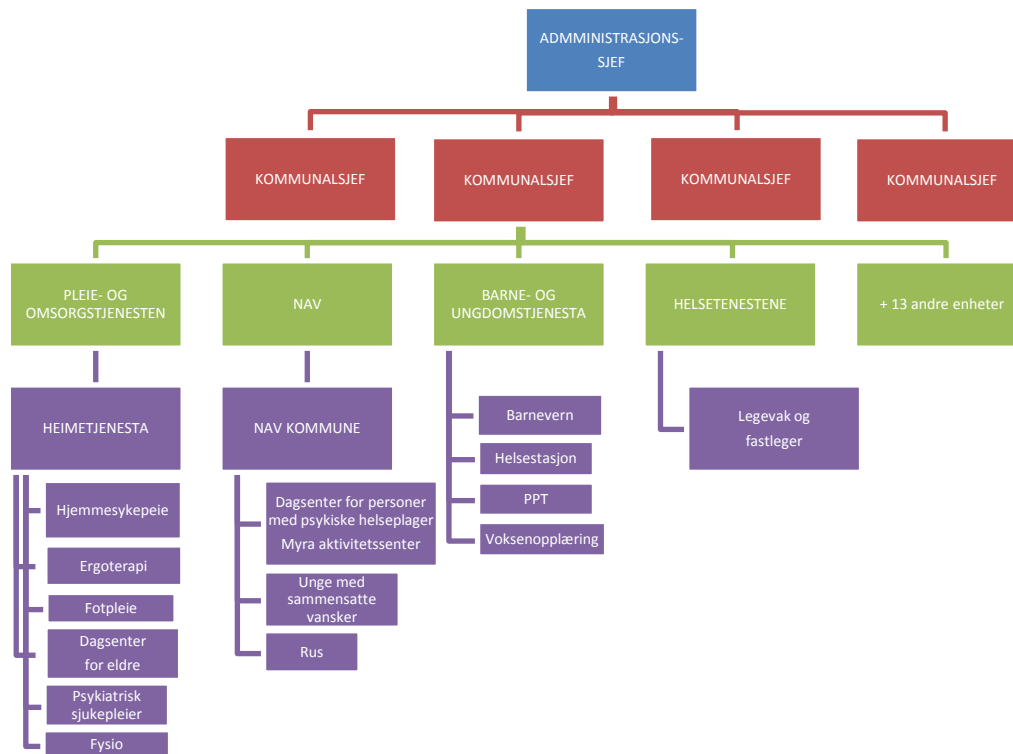 ADMMINISTRASJONS-
SJEF
KOMMUNALSJEF
KOMMUNALSJEF
KOMMUNALSJEF
KOMMUNALSJEF
PLEIE- OG
OMSORGSTJENESTEN
NAV
BARNE- OG
UNGDOMSTJENESTA
HELSETENESTENE
+ 13 andre enheter
HEIMETJENESTA
Hjemmesykepeie
Ergoterapi
Fotpleie
Dagsenter
for eldre
Psykiatrisk
sjukepleier
Fysio
NAV KOMMUNE
Dagsenter for personer
med psykiske helseplager
Myra aktivitetssenter
Unge med
sammensatte
vansker
Rus
Barnevern
Helsestasjon
PPT
Voksenopplæring
Legevak og
fastleger